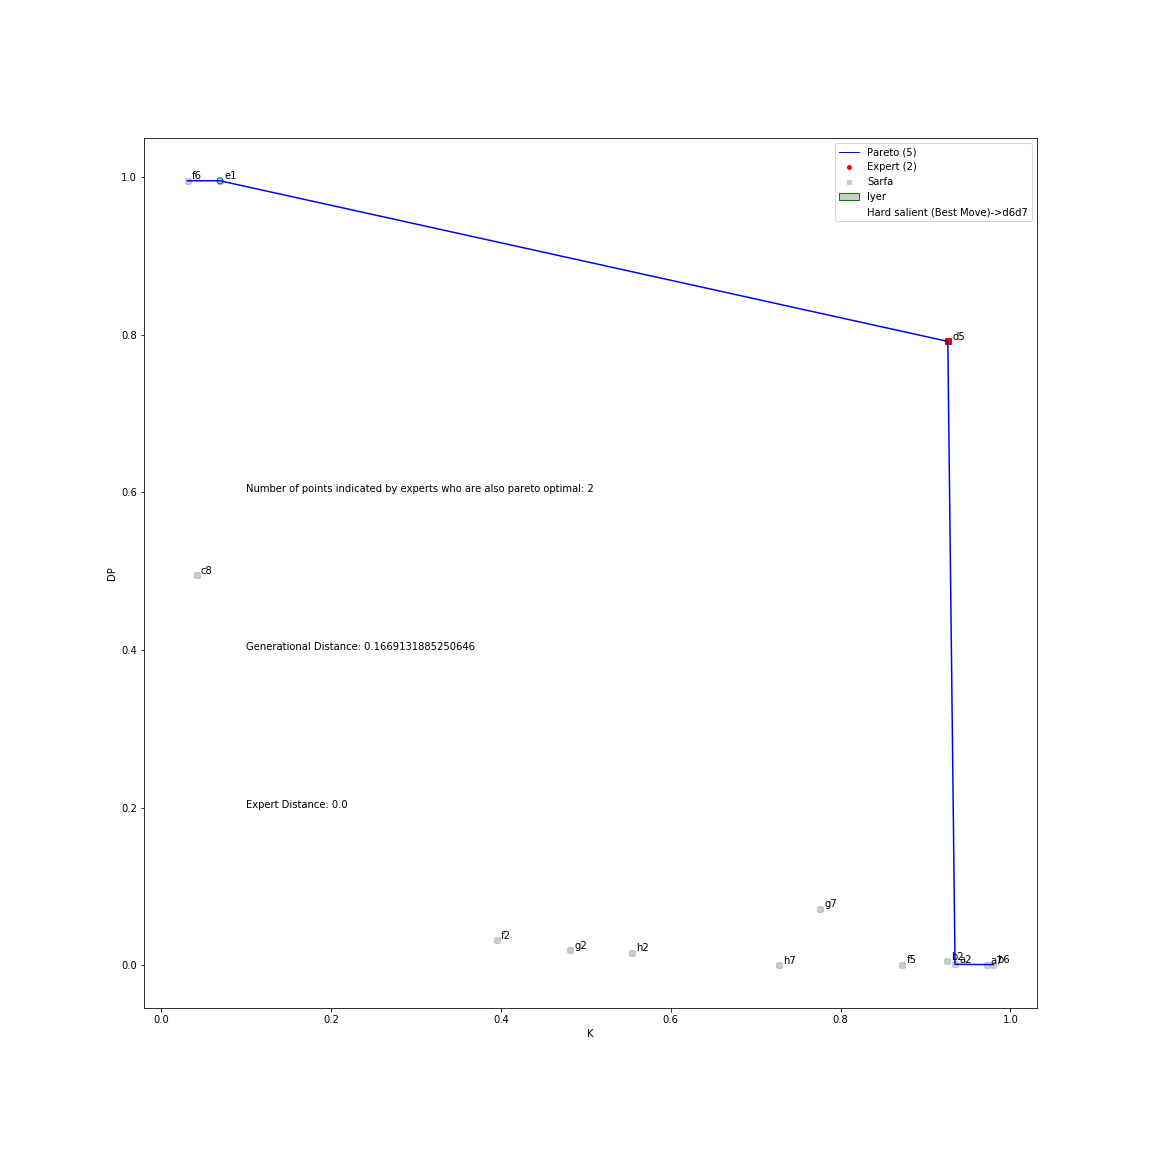 Pareto (5)
Expert (2)
Sarfa
Iyer
Hard salient (Best Move)->d6d7
1.0
0.8
0.6
0.4
0.2
0.0
DP
f6
e1
d5
Number of points indicated by experts who are also pareto optimal: 2
c8
Generational Distance: 0.1669131885250646
Expert Distance: 0.0
g7
f2
g2
h2
h7
f5
b2
a2
a7
b6
0.0
0.2
0.4
0.6
0.8
1.0
K